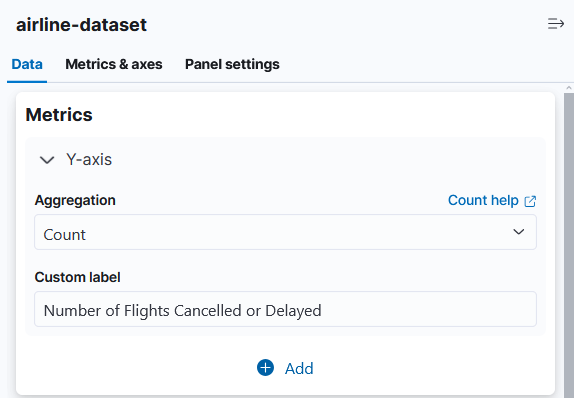 airline-dataset
Data Metrics & axes Panel settings
Metrics
Y-axis
Aggregation Count help
Count
Custom label
Number of Flights Cancelled or Delayed
Add